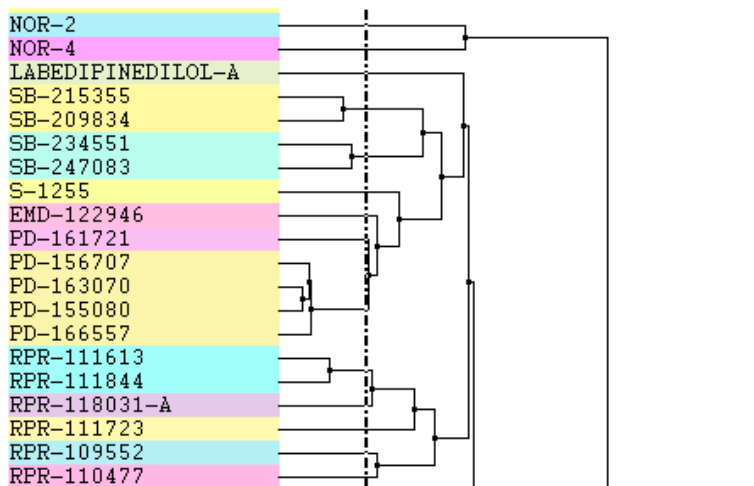 NOR-2
NOR-4
LABEDIPINEDILOL-A
SB-215355
SB-209834
SB-234551
SB-247083
S-1255
EMD-122946
PD-161721
PD-156707
PD-163070
PD-155080
PD-166557
RPR-111613
RPR-111844
RPR-118031-A
RPR-111723
RPR-109552
RPR-110477